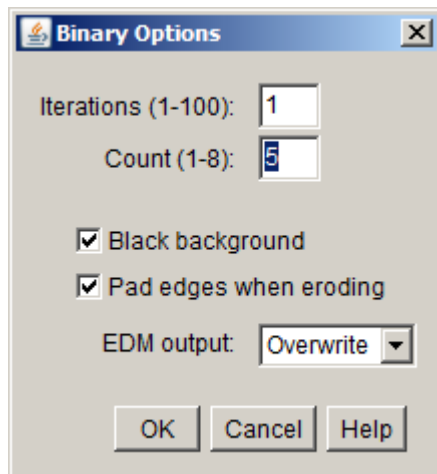 Binary Options
Iterations (1-100): 1
Count (1-8): 5
Black background
Pad edges when eroding
EDM output: Overwrite
OK Cancel Help